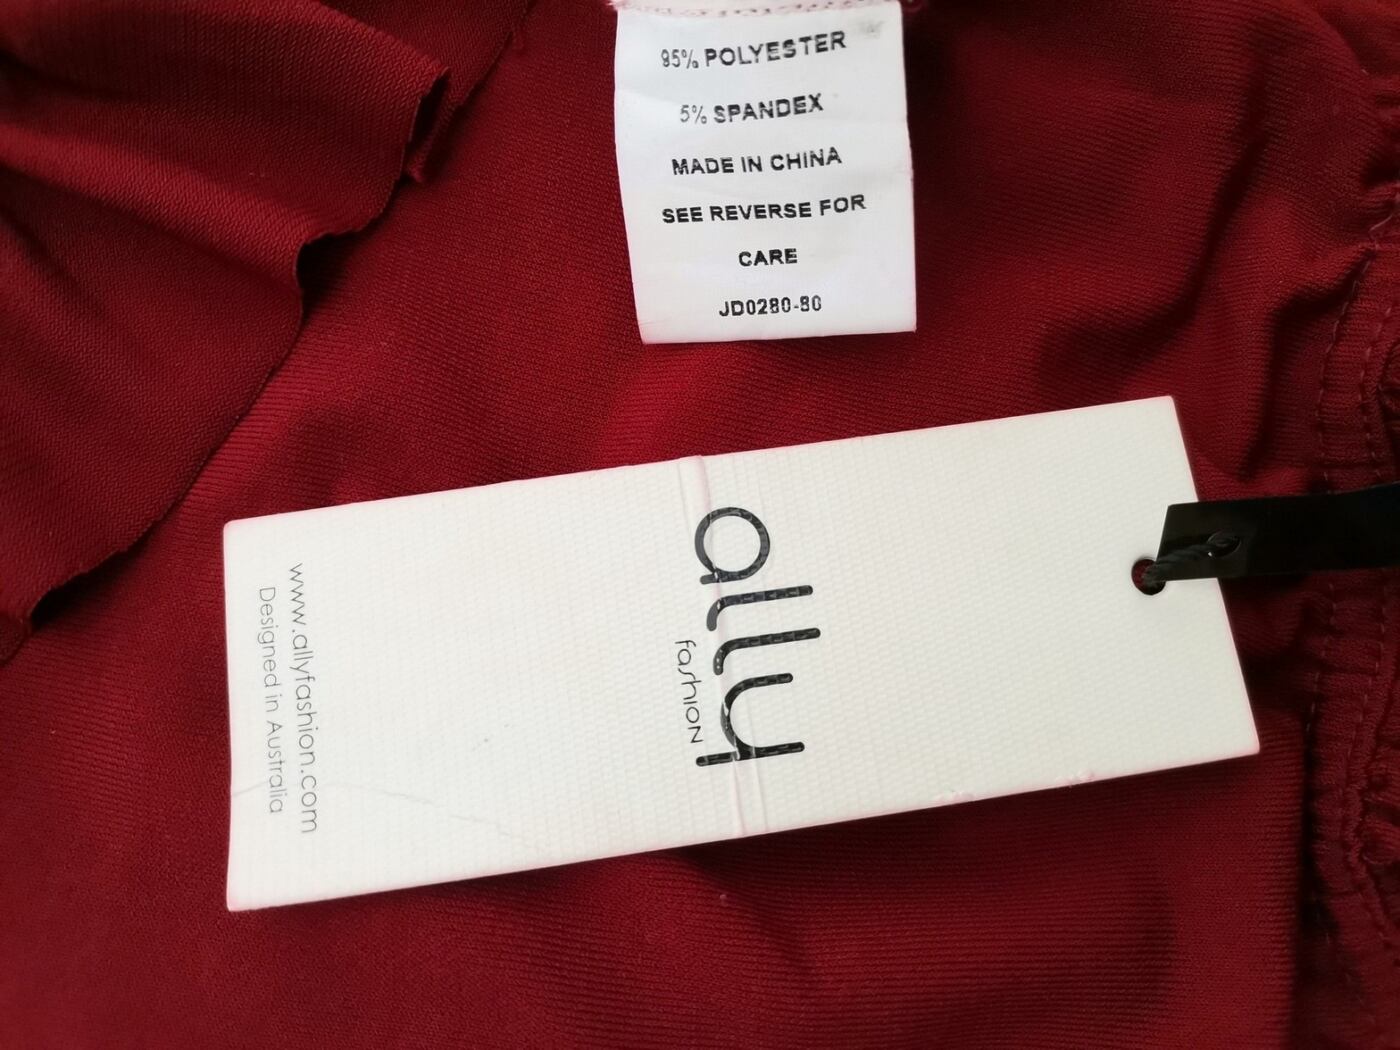 95% POLYESTER
5% SPANDEX
MADE IN CHINA
SEE REVERSE FOR
CARE
JD0280-80
ally
fashion
www.allyfashion.com
Designed in Australia